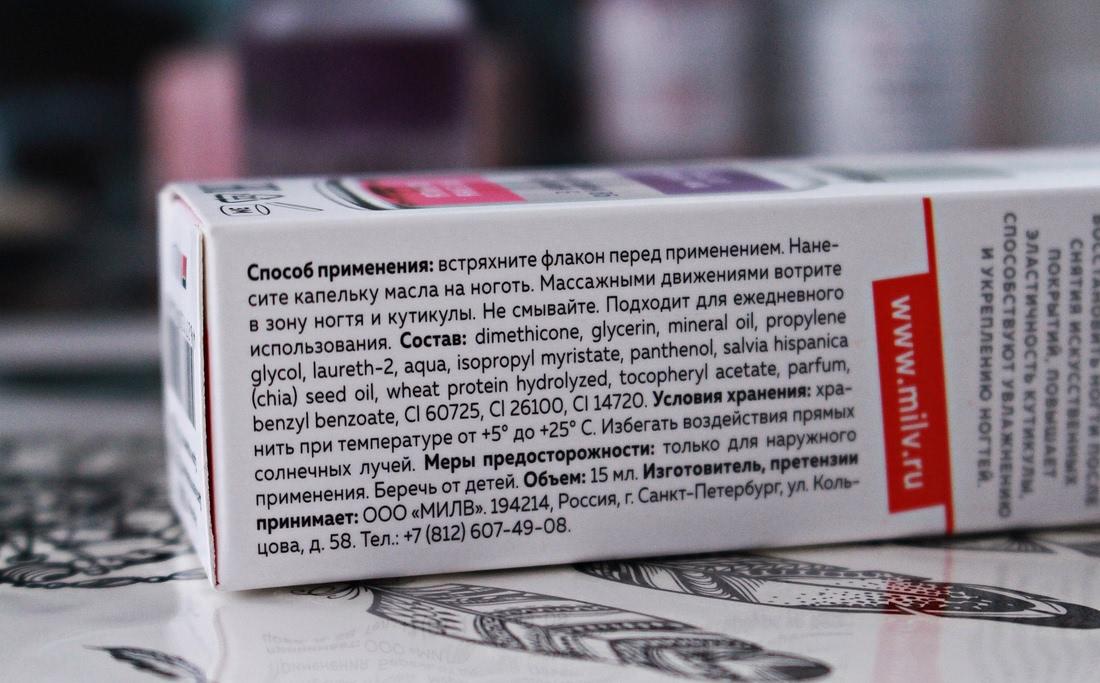 Способ применения: встряхните флакон перед применением. Нане-
сите капельку масла на ноготь. Массажными движениями вотрите
в зону ногтя и кутикулы. Не смывайте. Подходит для ежедневного
использования. Состав: dimethicone, glycerin, mineral oil, propylene
glycol, laureth-2, aqua, isopropyl myristate, panthenol, salvia hispanica
(chia) seed oil, wheat protein hydrolyzed, tocopheryl acetate, parfum,
benzyl benzoate, CI 60725, CI 26100, CI 14720. Условия хранения: хра-
нить при температуре от +5° до +25° С. Избегать воздействия прямых
солнечных лучей. Меры предосторожности: только для наружного
применения. Беречь от детей. Объем: 15 мл. Изготовитель, претензии
принимает: ООО «МИЛВ». 194214, Россия, г. Санкт-Петербург, ул. Коль-
цова, д. 58. Тел.: +7 (812) 607-49-08.
www.milv.ru
ВОССТАНОВИТЬ НОГТИ ПОСЛЕ
СНЯТИЯ ИСКУССТВЕННЫХ
ПОКРЫТИЙ, ПОВЫШАЕТ
ЭЛАСТИЧНОСТЬ КУТИКУЛЫ,
СПОСОБСТВУЮТ УВЛАЖНЕНИЮ
И УКРЕПЛЕНИЮ НОГТЕЙ.